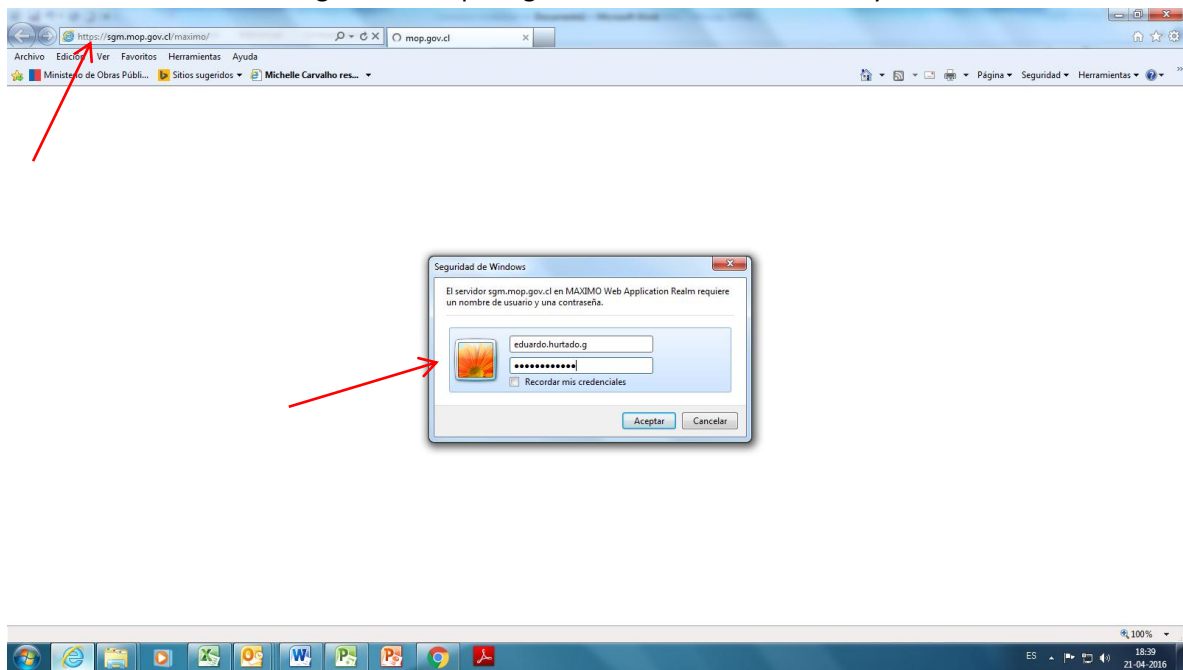 https://sgm.mop.gov.cl/maximo/
mop.gov.cl
Archivo Edición Ver Favoritos Herramientas Ayuda
Ministerio de Obras Públi... Sitios sugeridos Michelle Carvalho res... Página Seguridad Herramientas
Seguridad de Windows
El servidor sgm.mop.gov.cl en MAXIMO Web Application Realm requiere
un nombre de usuario y una contraseña.
eduardo.hurtado.g
••••••••••••
Recordar mis credenciales
Aceptar Cancelar
100%
ES 18:39
21-04-2016